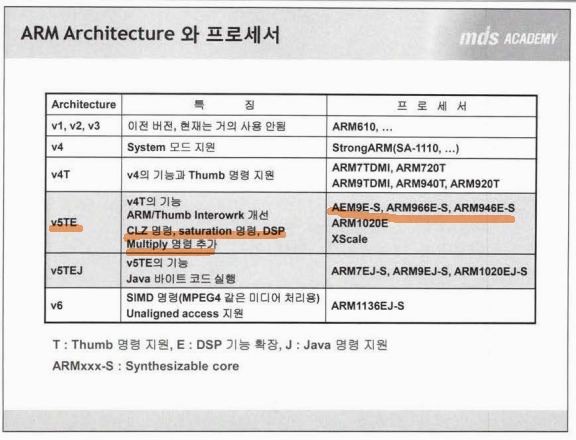 ARM Architecture 와 프로세서
mds ACADEMY
Architecture 특 징 프 로 세 서
v1, v2, v3 이전 버전, 현재는 거의 사용 안됨 ARM610, ...
v4 System 모드 지원 StrongARM(SA-1110, ...)
v4T v4의 기능과 Thumb 명령 지원 ARM7TDMI, ARM720T
ARM9TDMI, ARM940T, ARM920T
v5TE v4T의 기능
ARM/Thumb Interowrk 개선
CLZ 명령, saturation 명령, DSP
Multiply 명령 추가
AEM9E-S, ARM966E-S, ARM946E-S
ARM1020E
XScale
v5TEJ v5TE의 기능
Java 바이트 코드 실행
ARM7EJ-S, ARM9EJ-S, ARM1020EJ-S
v6 SIMD 명령(MPEG4 같은 미디어 처리용)
Unaligned access 지원
ARM1136EJ-S
T : Thumb 명령 지원, E : DSP 기능 확장, J : Java 명령 지원
ARMxxx-S : Synthesizable core